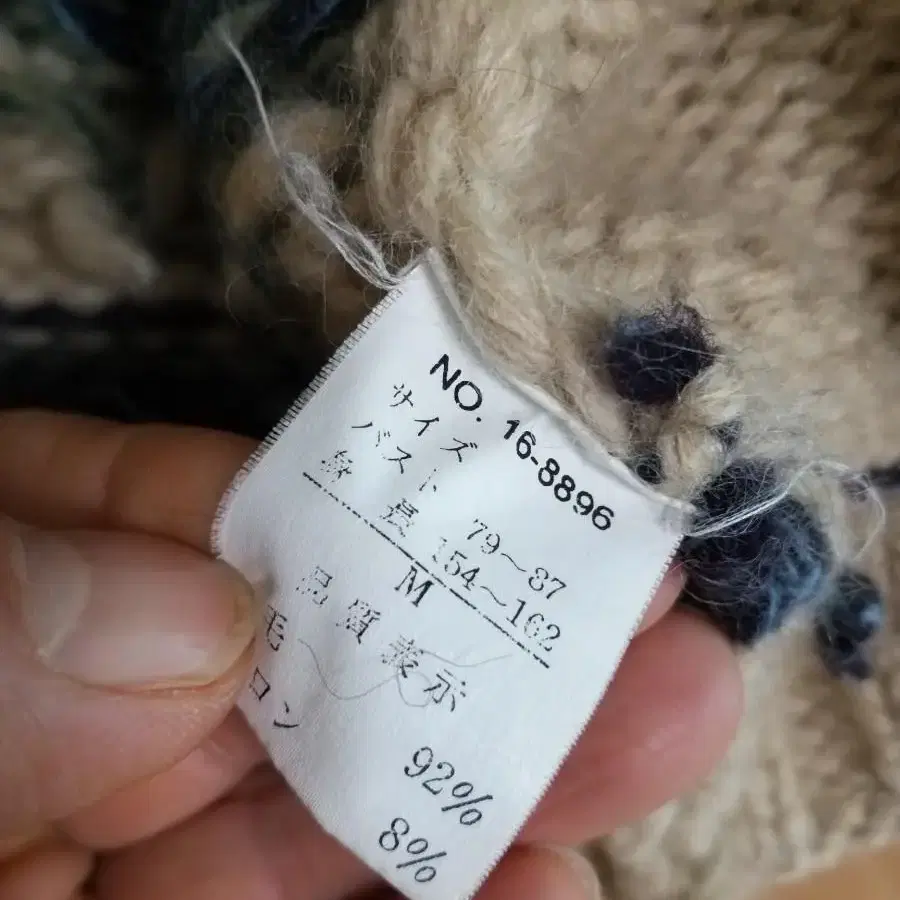 NO. 16-8896
サイズ
バスト 79～87
身長 154～162
M
品質表示
毛 92%
ロン 8%